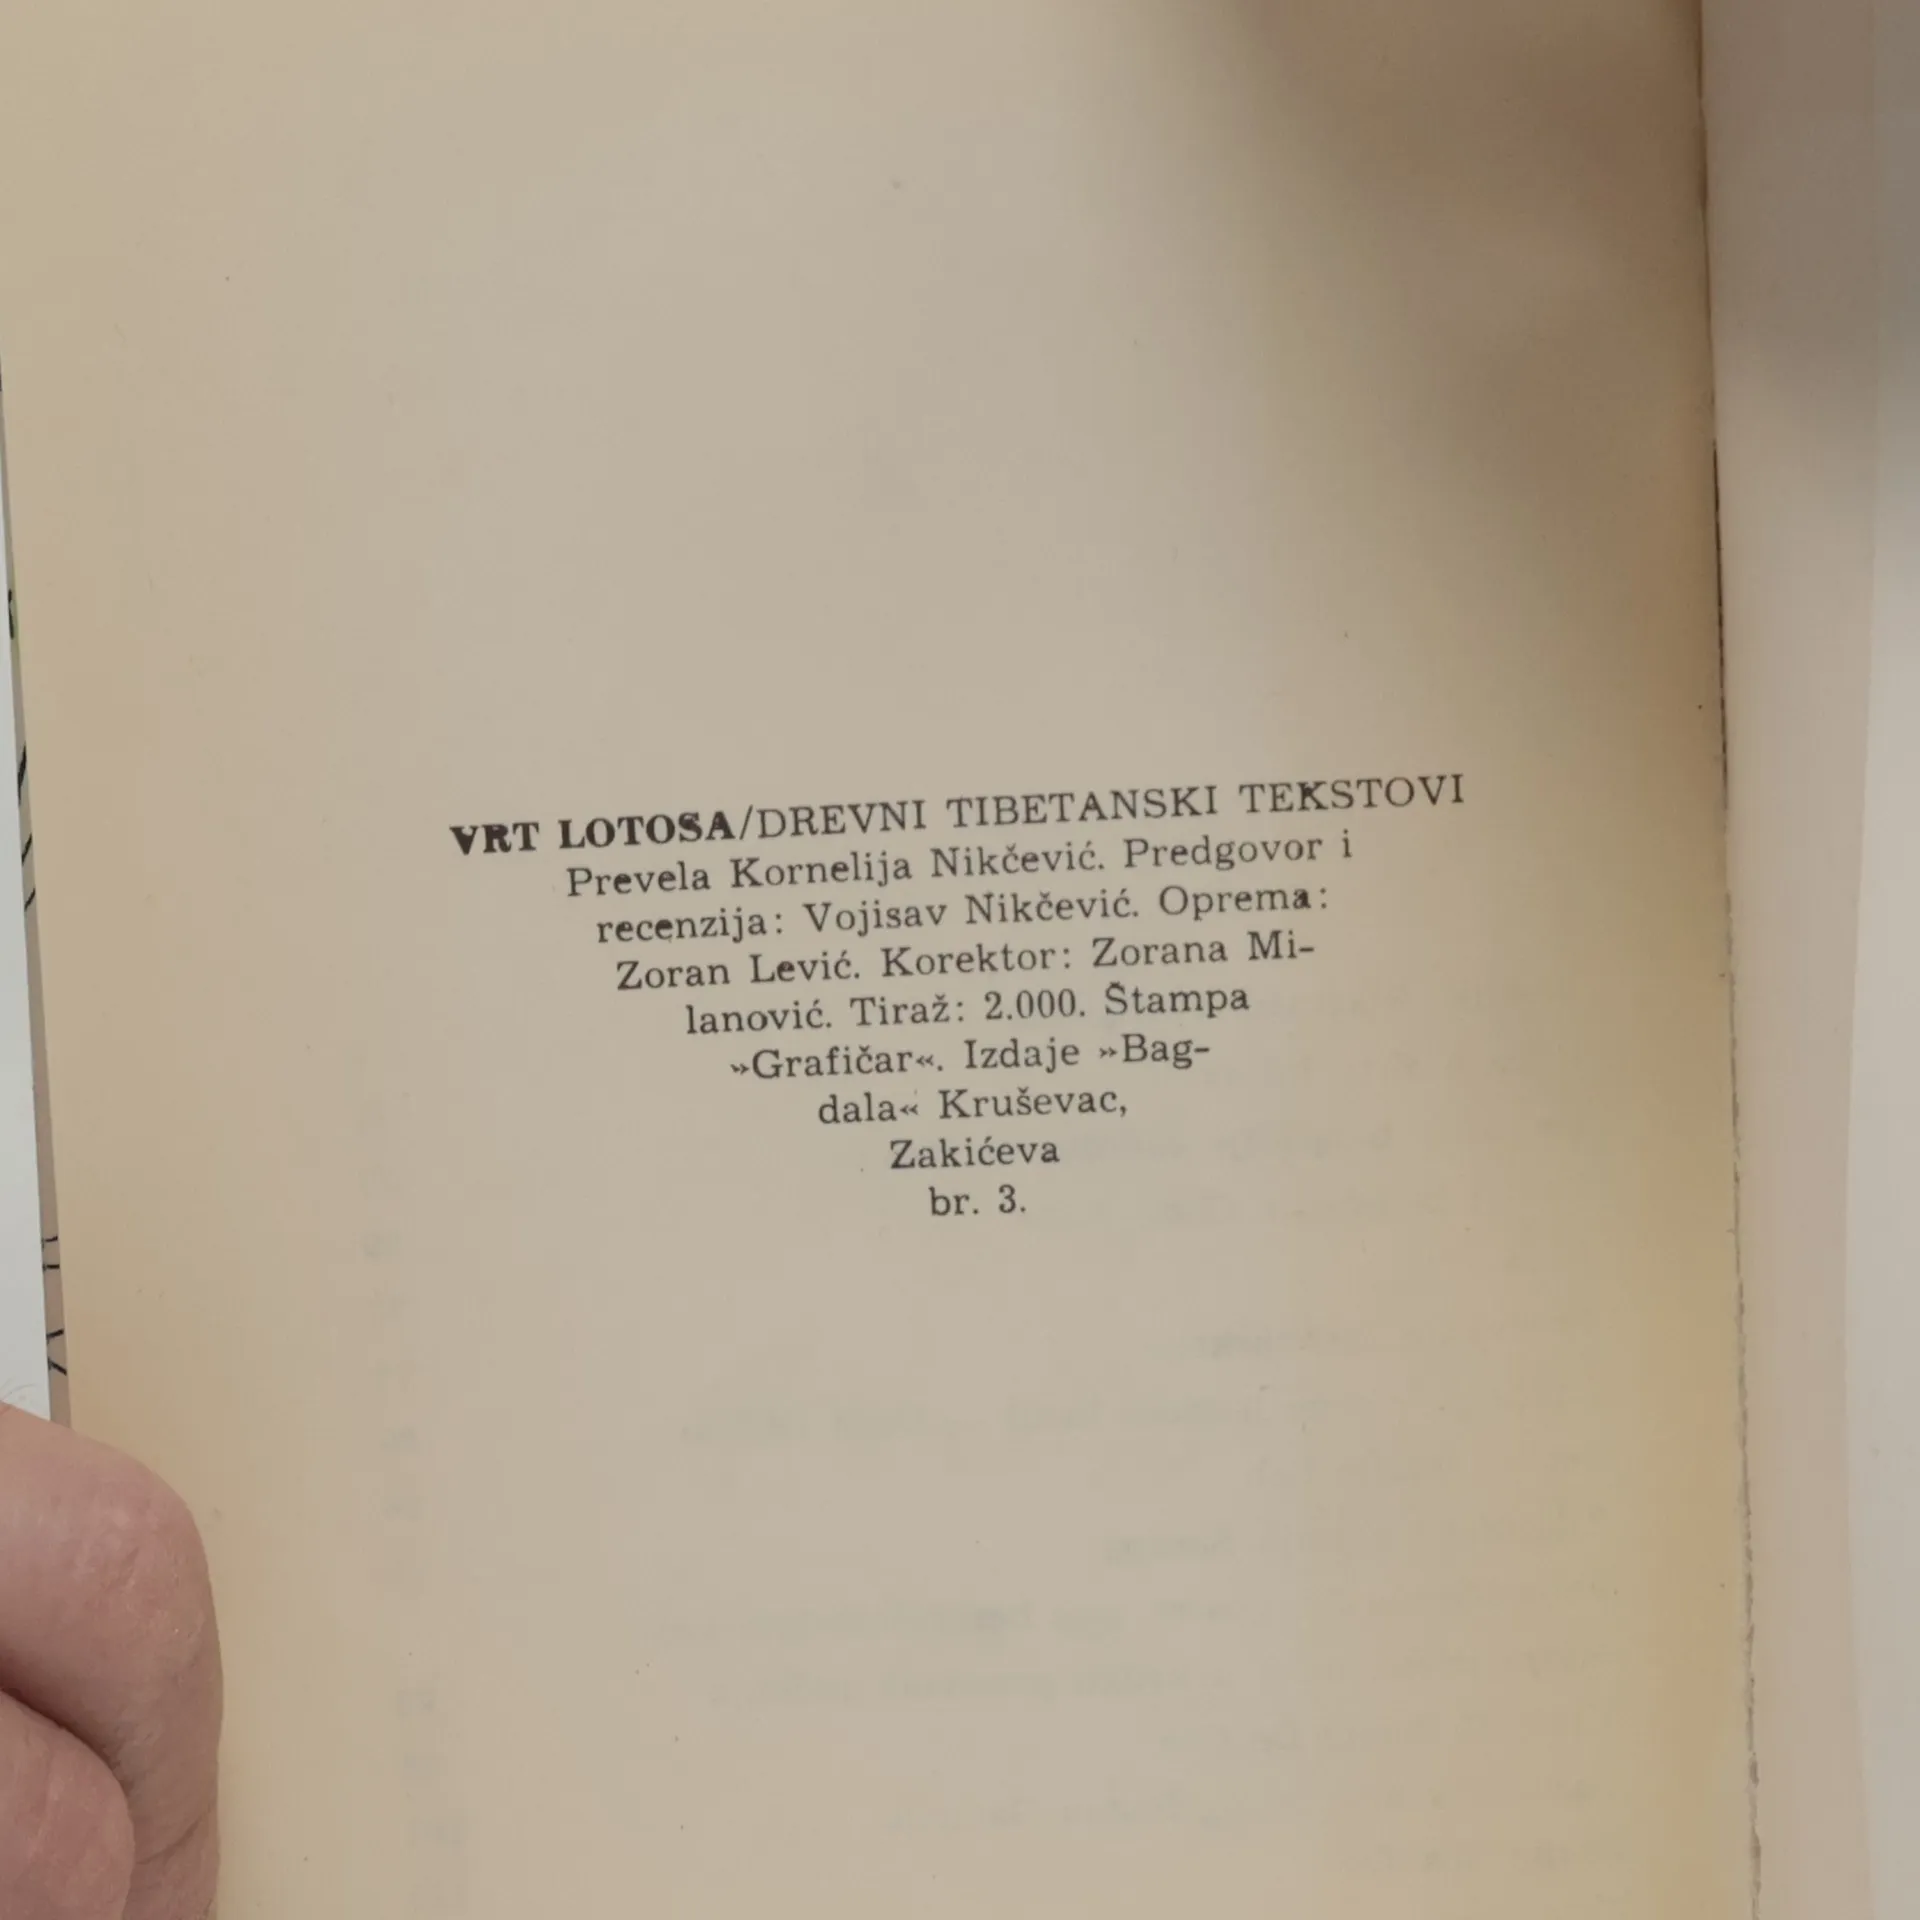 VRT LOTOSA/DREVNI TIBETANSKI TEKSTOVI
Prevela Kornelija Nikčević. Predgovor i
recenzija: Vojisav Nikčević. Oprema:
Zoran Lević. Korektor: Zorana Mi-
lanović. Tiraž: 2.000. Štampa
»Grafičar«. Izdaje »Bag-
dala« Kruševac,
Zakićeva
br. 3.